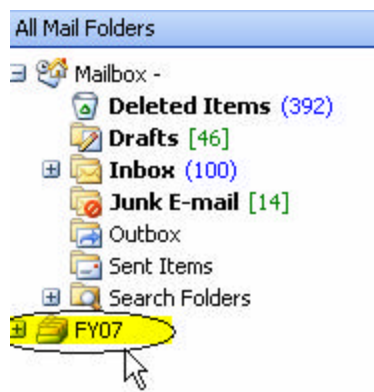 All Mail Folders
Mailbox -
Deleted Items (392)
Drafts [46]
Inbox (100)
Junk E-mail [14]
Outbox
Sent Items
Search Folders
FY07